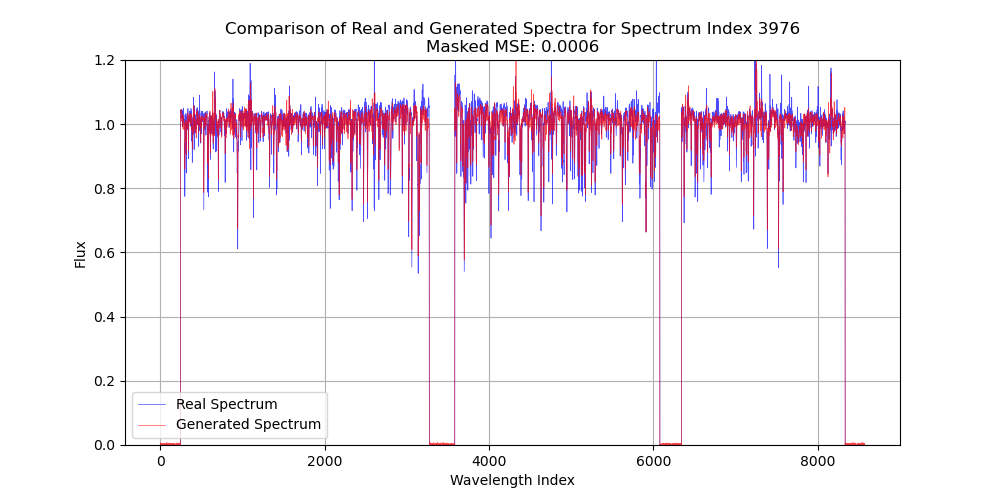 Comparison of Real and Generated Spectra for Spectrum Index 3976
Masked MSE: 0.0006
1.2
1.0
0.8
0.6
0.4
0.2
0.0
Flux
Real Spectrum
Generated Spectrum
0 2000 4000 6000 8000
Wavelength Index